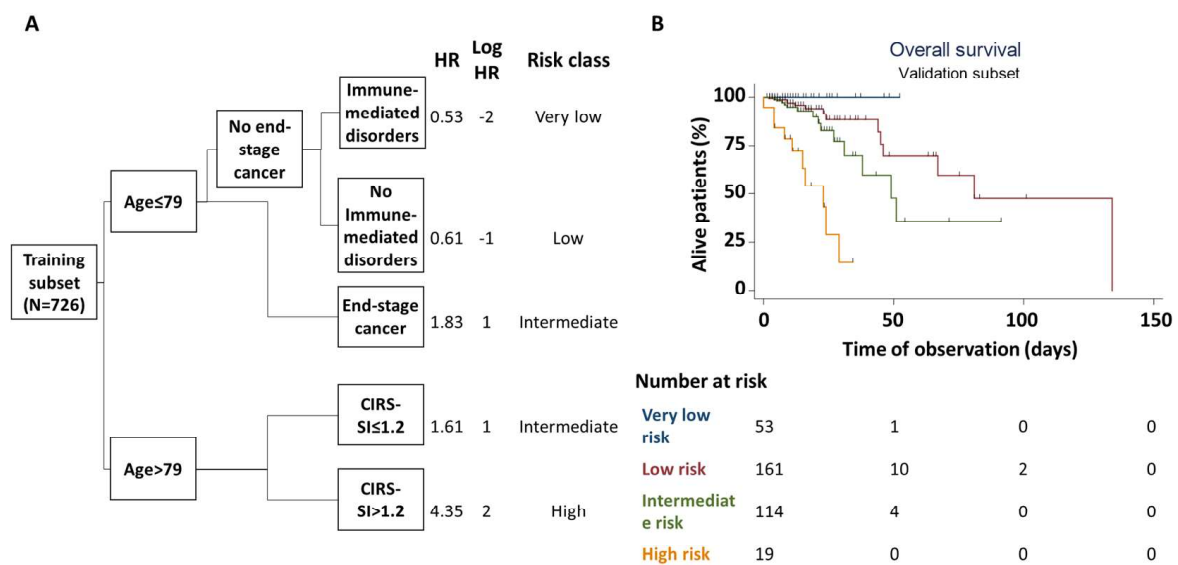 A
HR
Log
HR
Risk class
Training
subset
(N=726)
Age≤79
No end-
stage
cancer
Immune-
mediated
disorders
0.53 -2 Very low
No
Immune-
mediated
disorders
0.61 -1 Low
End-stage
cancer
1.83 1 Intermediate
Age>79
CIRS-
SI≤1.2
1.61 1 Intermediate
CIRS-
SI>1.2
4.35 2 High
B
Overall survival
Validation subset
Alive patients (%)
100
75
50
25
0
0 50 100 150
Time of observation (days)
Number at risk
Very low
risk
53 1 0 0
Low risk 161 10 2 0
Intermediat
e risk
114 4 0 0
High risk 19 0 0 0